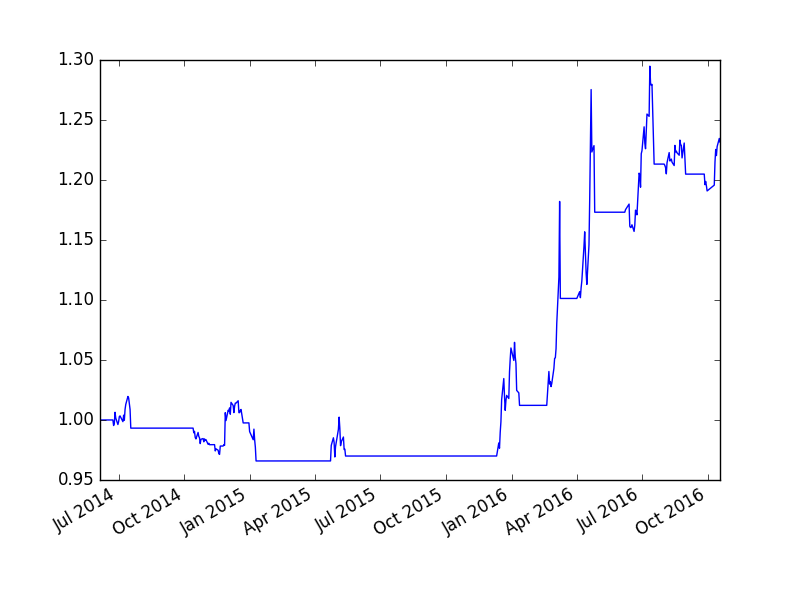 1.30
1.25
1.20
1.15
1.10
1.05
1.00
0.95
Jul 2014
Oct 2014
Jan 2015
Apr 2015
Jul 2015
Oct 2015
Jan 2016
Apr 2016
Jul 2016
Oct 2016